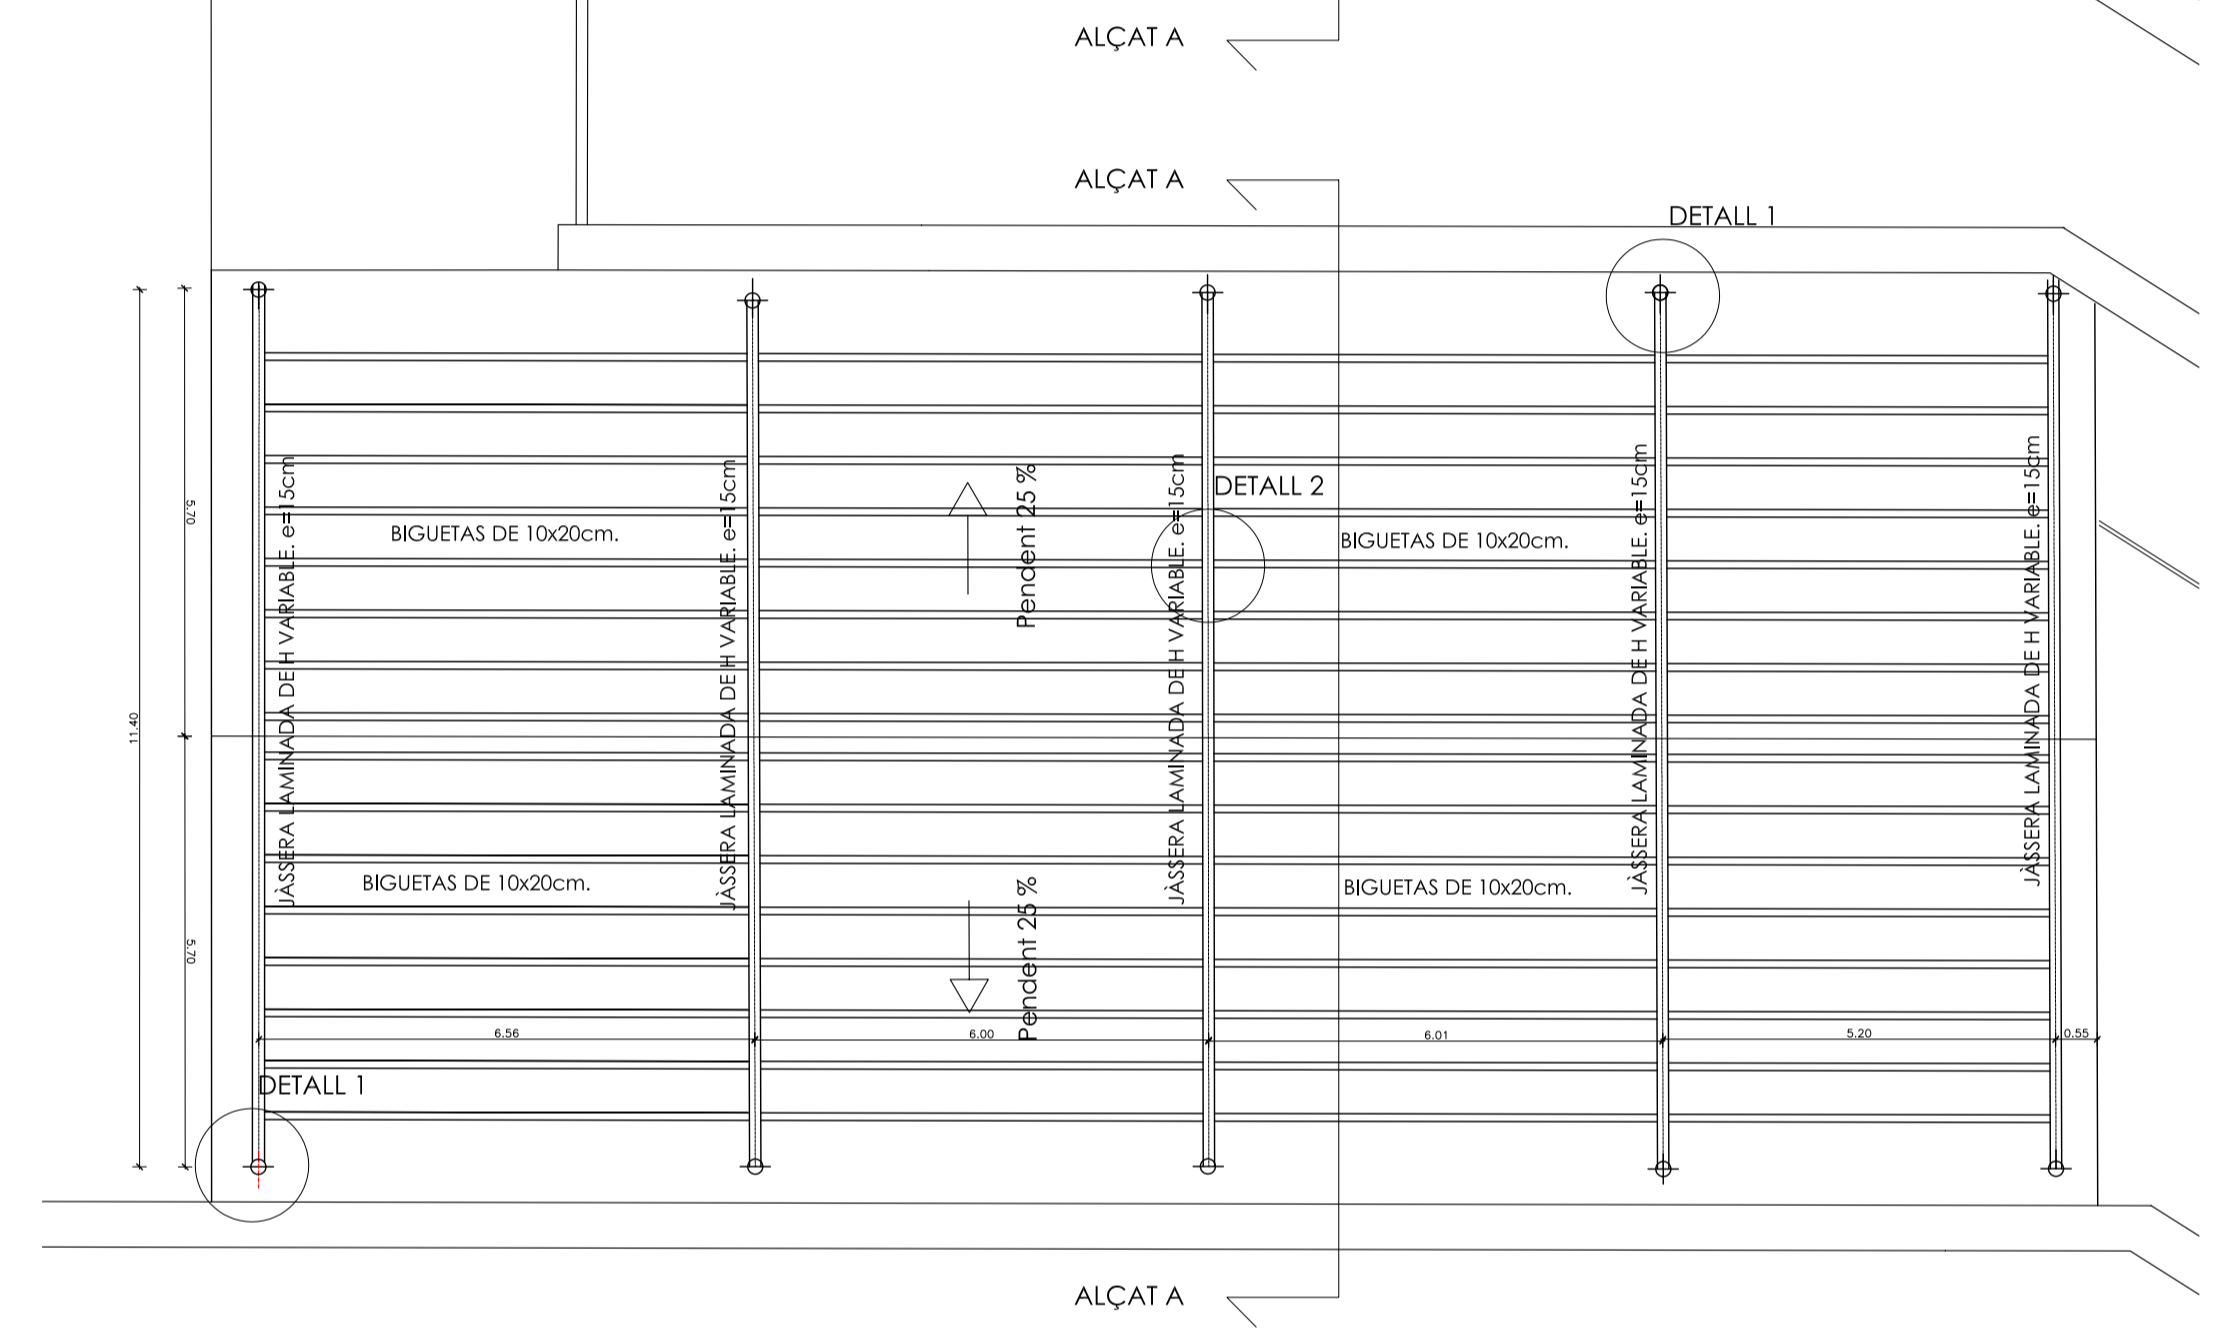 ALÇAT A
ALÇAT A
DETALL 1
JÀSSERA LAMINADA DE H VARIABLE. e=15cm
JÀSSERA LAMINADA DE H VARIABLE. e=15cm
JÀSSERA LAMINADA DE H VARIABLE. e=15cm
JÀSSERA LAMINADA DE H VARIABLE. e=15cm
JÀSSERA LAMINADA DE H VARIABLE. e=15cm
Pendent 25 %
DETALL 2
5.70
BIGUETAS DE 10x20cm.
BIGUETAS DE 10x20cm.
11.40
BIGUETAS DE 10x20cm.
BIGUETAS DE 10x20cm.
Pendent 25 %
5.70
6.56
6.00
6.01
5.20
0.55
DETALL 1
ALÇAT A